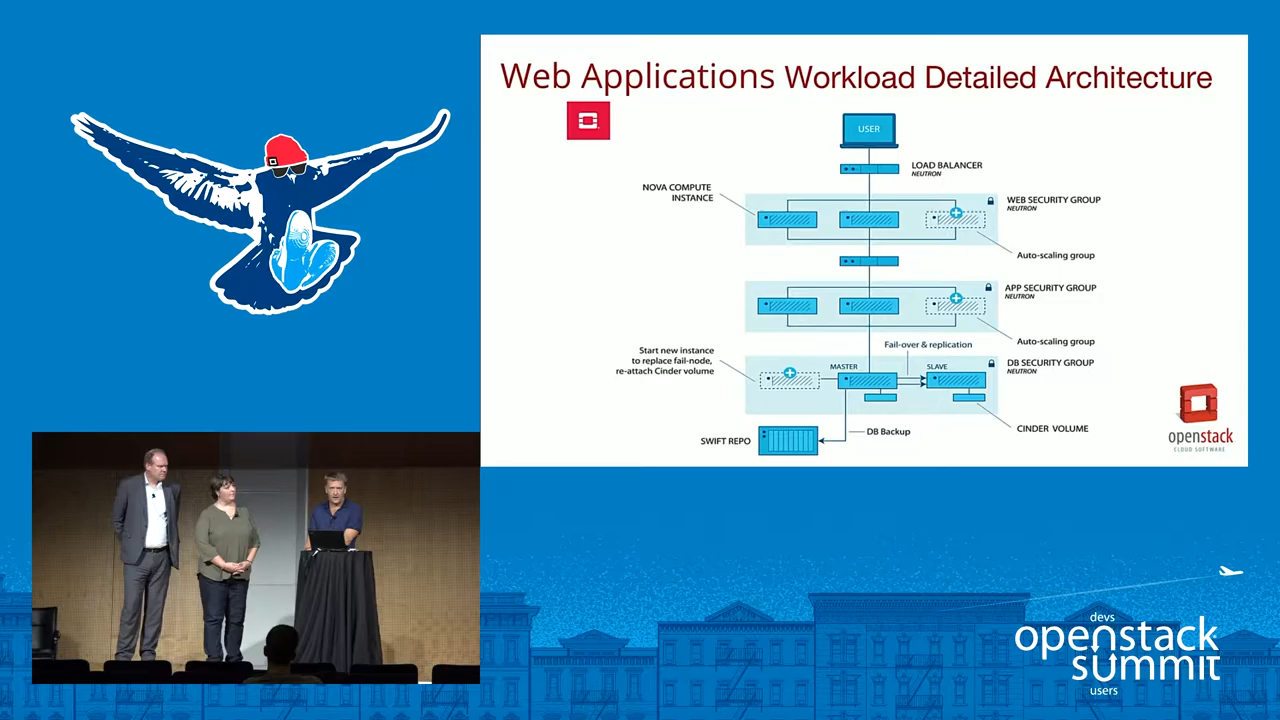 Web Applications Workload Detailed Architecture
USER
LOAD BALANCER
NEUTRON
NOVA COMPUTE
INSTANCE
WEB SECURITY GROUP
NEUTRON
Auto-scaling group
APP SECURITY GROUP
NEUTRON
Auto-scaling group
Fail-over & replication
Start new instance
to replace fail-node,
re-attach Cinder volume
MASTER
SLAVE
DB SECURITY GROUP
NEUTRON
CINDER VOLUME
DB Backup
SWIFT REPO
openstack
CLOUD SOFTWARE
devs
openstack
summit
users